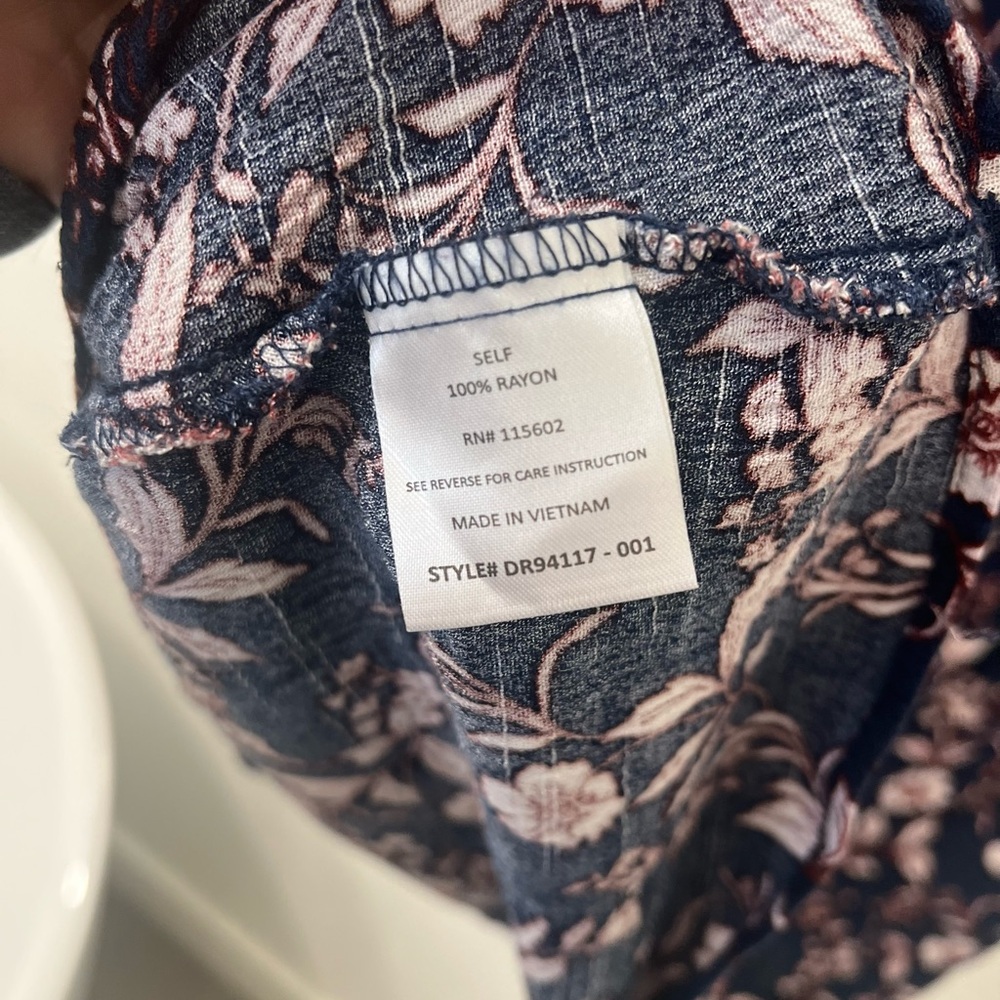 SELF
100% RAYON
RN# 115602
SEE REVERSE FOR CARE INSTRUCTION
MADE IN VIETNAM
STYLE# DR94117 - 001